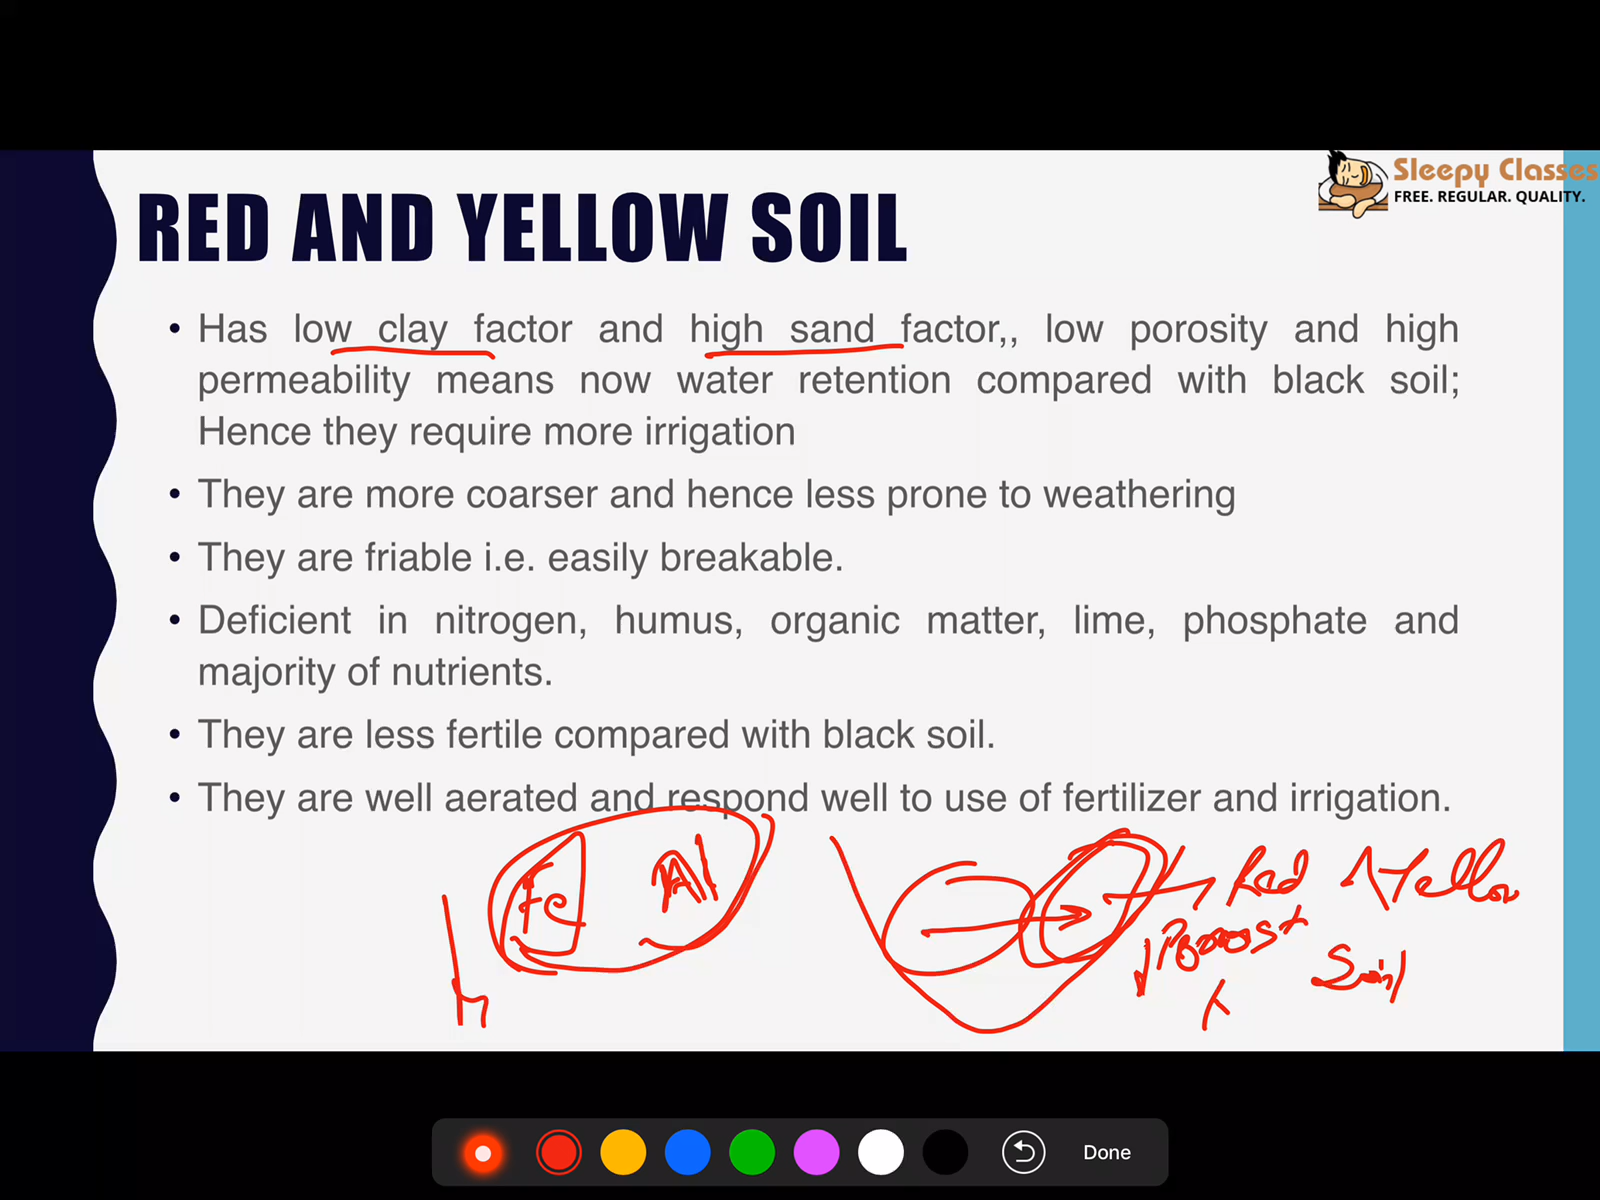 Sleepy Classes
FREE. REGULAR. QUALITY.
RED AND YELLOW SOIL
• Has low clay factor and high sand factor,, low porosity and high
permeability means now water retention compared with black soil;
Hence they require more irrigation
• They are more coarser and hence less prone to weathering
• They are friable i.e. easily breakable.
• Deficient in nitrogen, humus, organic matter, lime, phosphate and
majority of nutrients.
• They are less fertile compared with black soil.
• They are well aerated and respond well to use of fertilizer and irrigation.
Fe Al
Red Yellow
Soil
Done